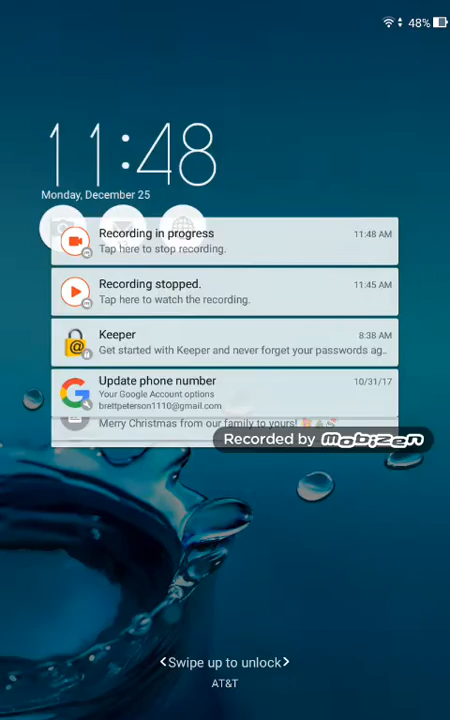 48%
11:48
Monday, December 25
Recording in progress 11:48 AM
Tap here to stop recording.
Recording stopped. 11:45 AM
Tap here to watch the recording.
Keeper 8:38 AM
Get started with Keeper and never forget your passwords ag..
Update phone number 10/31/17
Your Google Account options
brettpeterson1110@gmail.com
Merry Christmas from our family to yours!
Recorded by Mobizen
<Swipe up to unlock>
AT&T